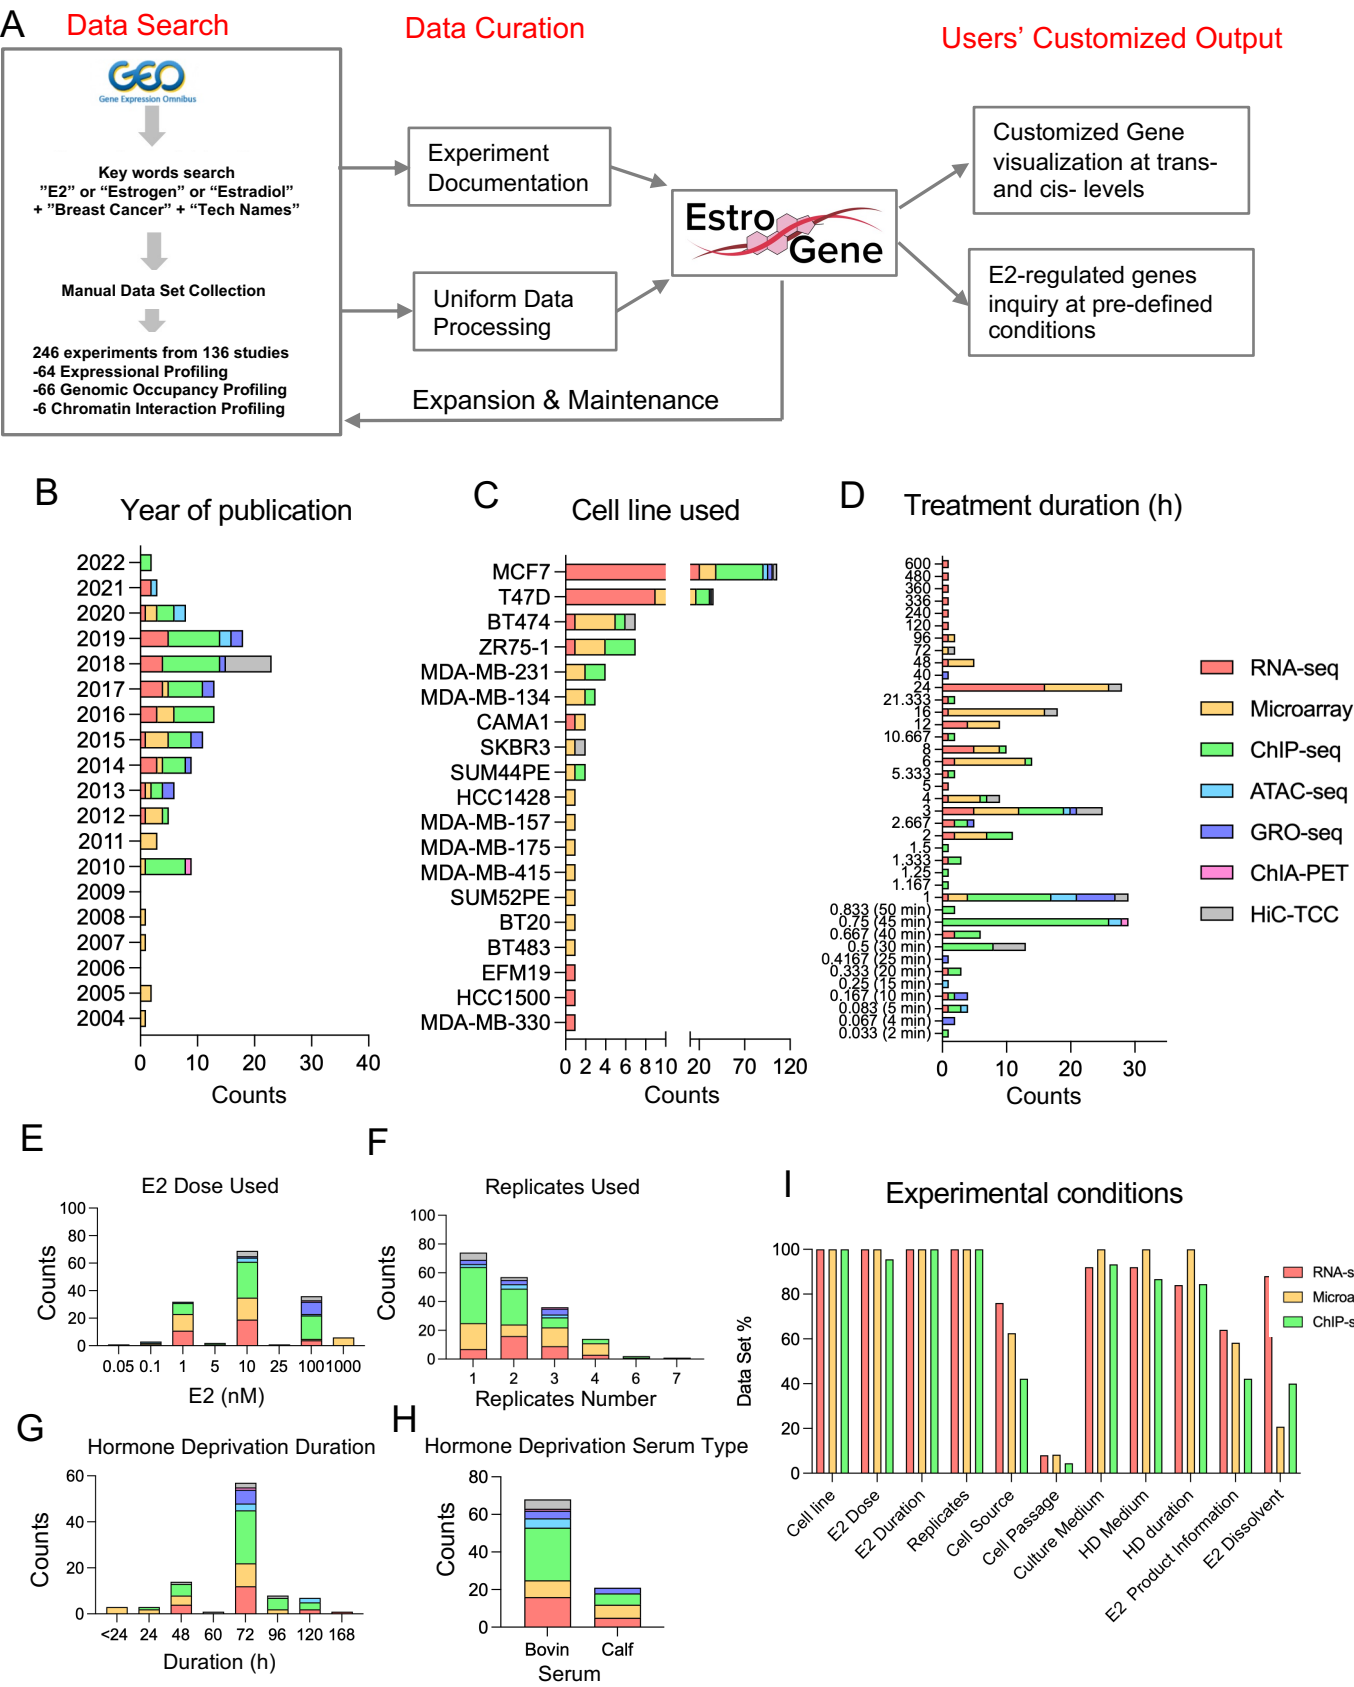 A
Data Search
Data Curation
Users’ Customized Output
GEO
Gene Expression Omnibus
Key words search
”E2” or “Estrogen” or “Estradiol”
+ ”Breast Cancer” + “Tech Names”
Manual Data Set Collection
246 experiments from 136 studies
-64 Expressional Profiling
-66 Genomic Occupancy Profiling
-6 Chromatin Interaction Profiling
Experiment
Documentation
Uniform Data
Processing
Estro
Gene
Customized Gene
visualization at trans-
and cis- levels
E2-regulated genes
inquiry at pre-defined
conditions
Expansion & Maintenance
B
Year of publication
2022
2021
2020
2019
2018
2017
2016
2015
2014
2013
2012
2011
2010
2009
2008
2007
2006
2005
2004
0 10 20 30 40
Counts
C
Cell line used
MCF7
T47D
BT474
ZR75-1
MDA-MB-231
MDA-MB-134
CAMA1
SKBR3
SUM44PE
HCC1428
MDA-MB-157
MDA-MB-175
MDA-MB-415
SUM52PE
BT20
BT483
EFM19
HCC1500
MDA-MB-330
0 2 4 6 8 10 20 70 120
Counts
D
Treatment duration (h)
600
480
360
336
240
120
96
72
48
40
24
21.333
16
12
10.667
8
6
5.333
5
4
3
2.667
2
1.5
1.333
1.25
1.167
1
0.833 (50 min)
0.75 (45 min)
0.667 (40 min)
0.5 (30 min)
0.4167 (25 min)
0.333 (20 min)
0.25 (15 min)
0.167 (10 min)
0.083 (5 min)
0.067 (4 min)
0.033 (2 min)
0 10 20 30
Counts
RNA-seq
Microarray
ChIP-seq
ATAC-seq
GRO-seq
ChIA-PET
HiC-TCC
E
E2 Dose Used
Counts
100
80
60
40
20
0
0.05 0.1 1 5 10 25 100 1000
E2 (nM)
F
Replicates Used
Counts
100
80
60
40
20
0
1 2 3 4 6 7
Replicates Number
G
Hormone Deprivation Duration
Counts
60
40
20
0
<24 24 48 60 72 96 120 168
Duration (h)
H
Hormone Deprivation Serum Type
Counts
80
60
40
20
0
Bovin Calf
Serum
I
Experimental conditions
Data Set %
100
80
60
40
20
0
Cell line
E2 Dose
E2 Duration
Replicates
Cell Source
Cell Passage
Culture Medium
HD Medium
HD duration
E2 Product Information
E2 Dissolvent
RNA-s
Microa
ChIP-s